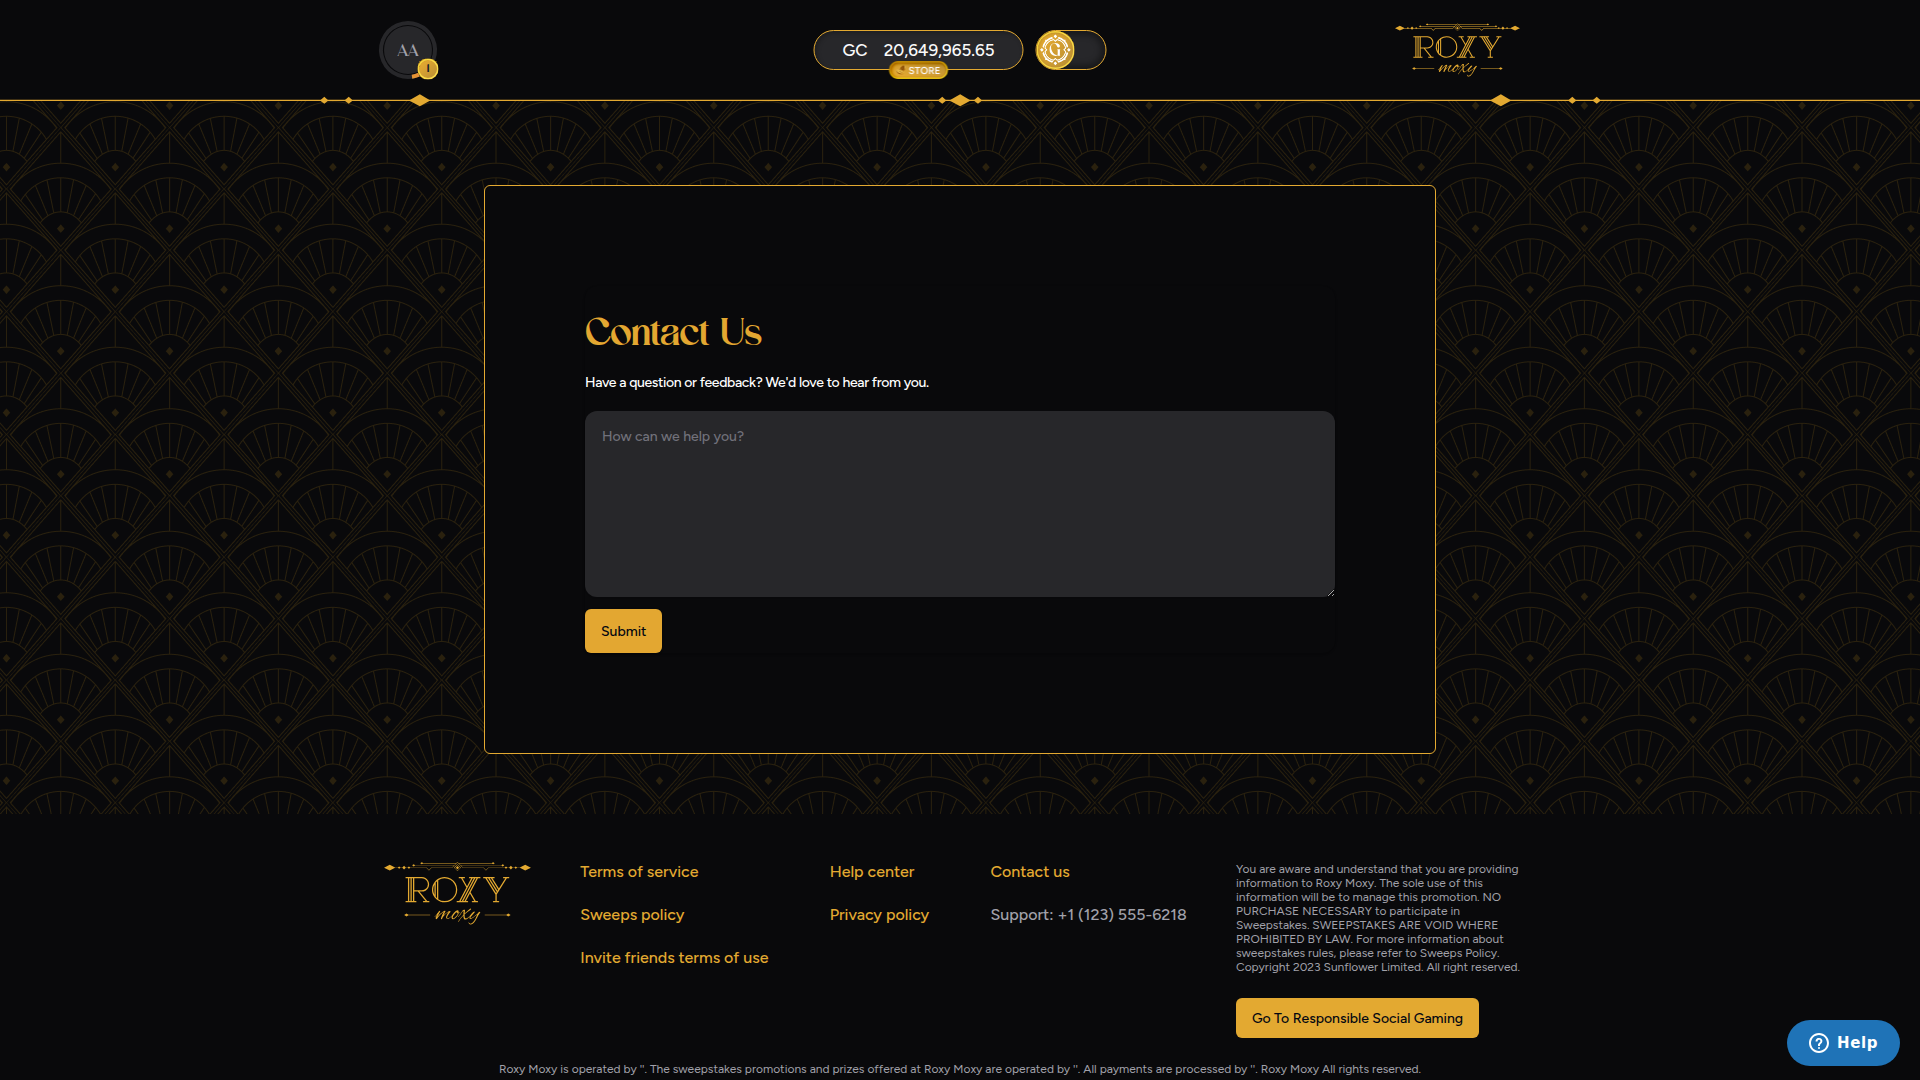 AA
I
GC 20,649,965.65
STORE
G
ROXY
moxy
Contact Us
Have a question or feedback? We'd love to hear from you.
How can we help you?
Submit
ROXY
moxy
Terms of service
Sweeps policy
Invite friends terms of use
Help center
Privacy policy
Contact us
Support: +1 (123) 555-6218
You are aware and understand that you are providing
information to Roxy Moxy. The sole use of this
information will be to manage this promotion. NO
PURCHASE NECESSARY to participate in
Sweepstakes. SWEEPSTAKES ARE VOID WHERE
PROHIBITED BY LAW. For more information about
sweepstakes rules, please refer to Sweeps Policy.
Copyright 2023 Sunflower Limited. All right reserved.
Go To Responsible Social Gaming
Help
Roxy Moxy is operated by ''. The sweepstakes promotions and prizes offered at Roxy Moxy are operated by ''. All payments are processed by ''. Roxy Moxy All rights reserved.